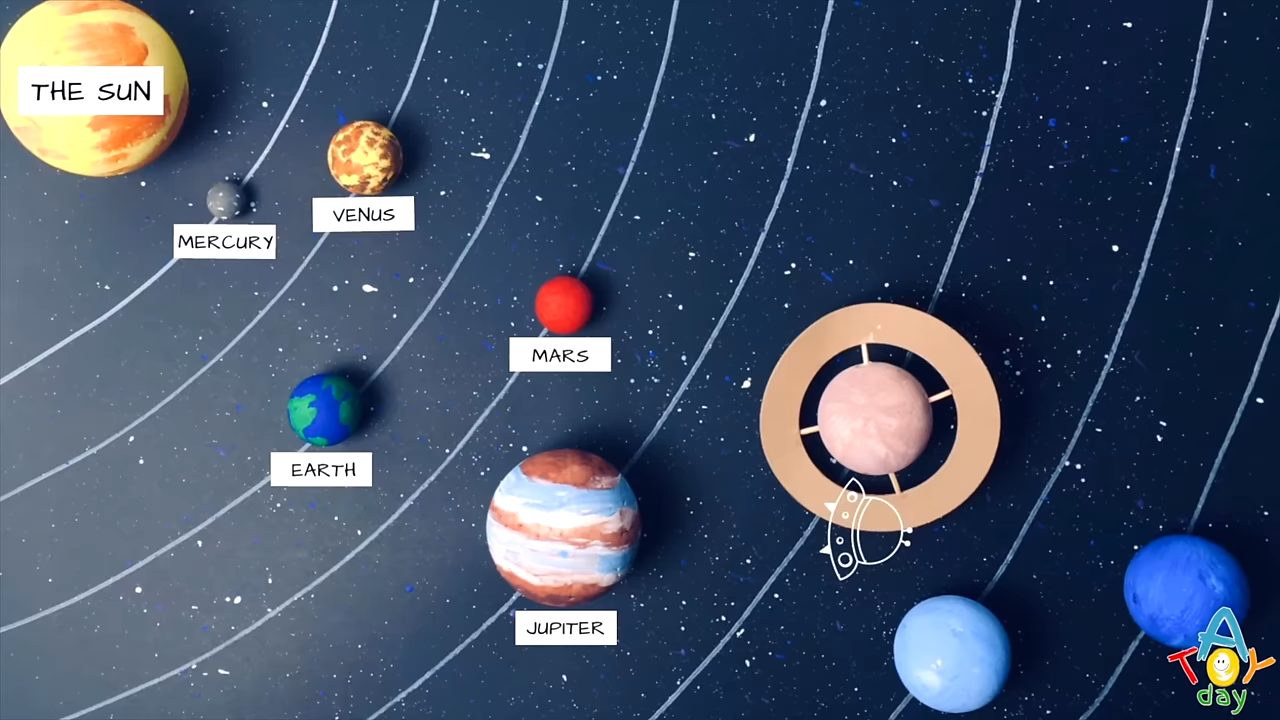 THE SUN
MERCURY
VENUS
EARTH
MARS
JUPITER
A
TOY
day